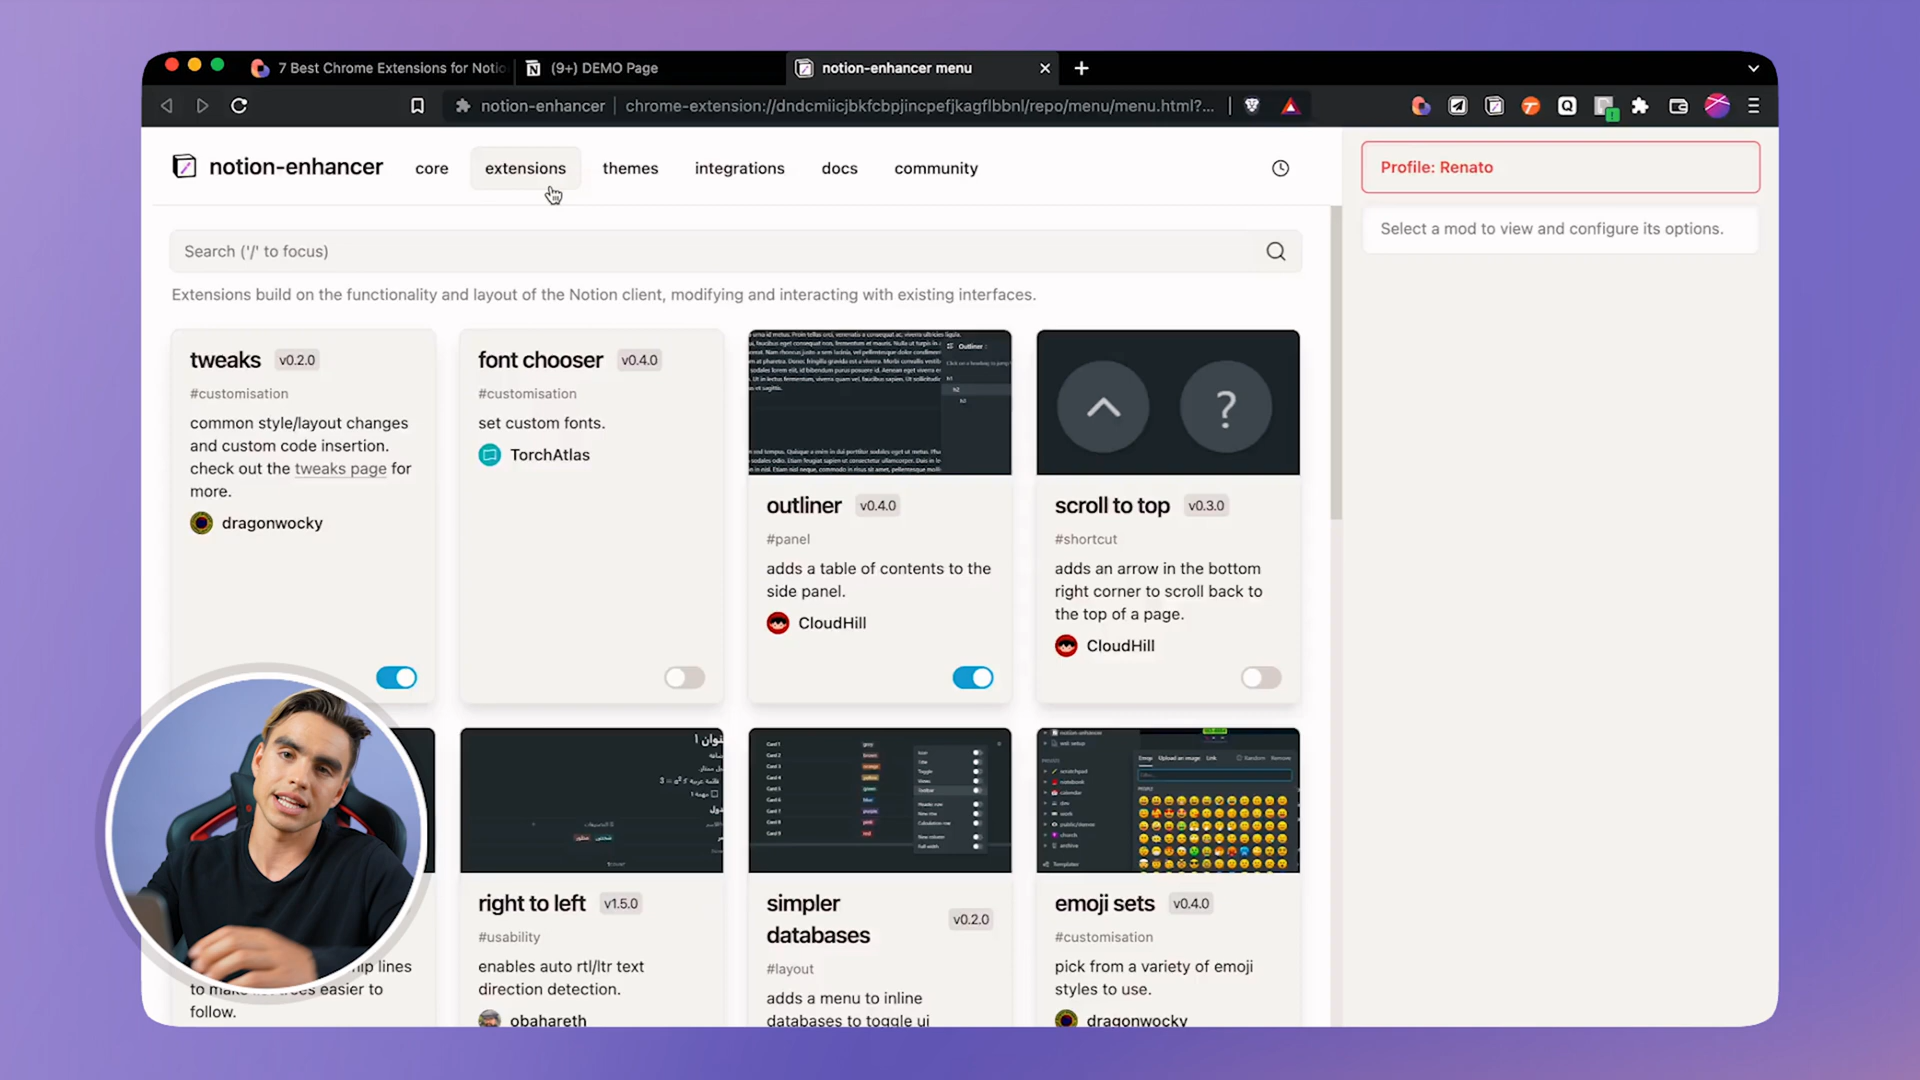 7 Best Chrome Extensions for Notio
(9+) DEMO Page
notion-enhancer menu
notion-enhancer
chrome-extension://dndcmiicjbkfcbpjincpefjkagflbbnl/repo/menu/menu.html?...
notion-enhancer
core
extensions
themes
integrations
docs
community
Profile: Renato
Select a mod to view and configure its options.
Search ('/' to focus)
Extensions build on the functionality and layout of the Notion client, modifying and interacting with existing interfaces.
tweaks v0.2.0
#customisation
common style/layout changes
and custom code insertion.
check out the tweaks page for
more.
dragonwocky
font chooser v0.4.0
#customisation
set custom fonts.
TorchAtlas
Outliner
outliner v0.4.0
#panel
adds a table of contents to the
side panel.
CloudHill
?
scroll to top v0.3.0
#shortcut
adds an arrow in the bottom
right corner to scroll back to
the top of a page.
CloudHill
hip lines
easier to
follow.
right to left v1.5.0
#usability
enables auto rtl/ltr text
direction detection.
obahareth
simpler
databases v0.2.0
#layout
adds a menu to inline
databases to toggle ui
emoji sets v0.4.0
#customisation
pick from a variety of emoji
styles to use.
dragonwocky